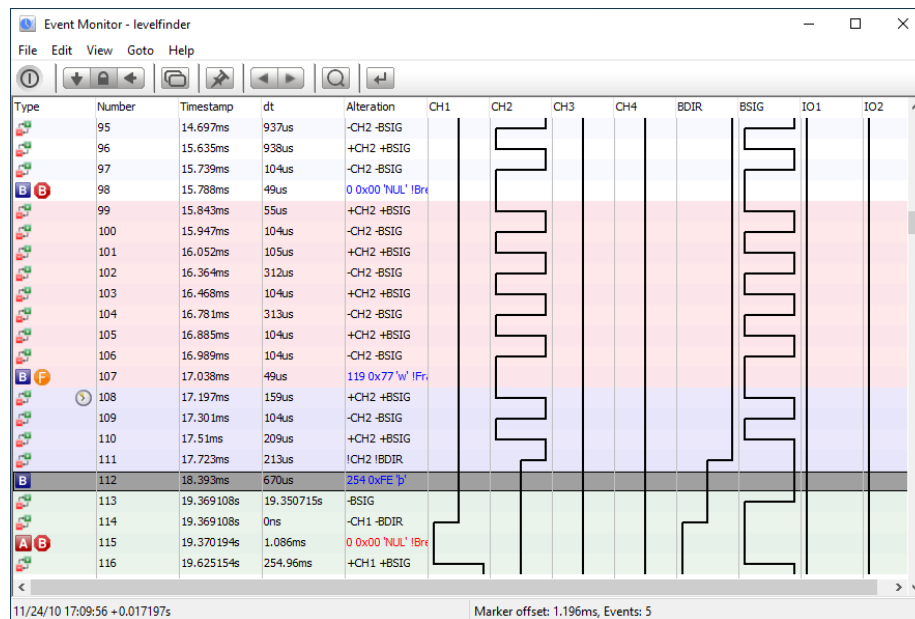 Event Monitor - levelfinder
File Edit View Goto Help
Type Number Timestamp dt Alteration CH1 CH2 CH3 CH4 BDIR BSIG IO1 IO2
95 14.697ms 937us -CH2 -BSIG
96 15.635ms 938us +CH2 +BSIG
97 15.739ms 104us -CH2 -BSIG
B B 98 15.788ms 49us 0 0x00 'NUL' !Bre
99 15.843ms 55us +CH2 +BSIG
100 15.947ms 104us -CH2 -BSIG
101 16.052ms 105us +CH2 +BSIG
102 16.364ms 312us -CH2 -BSIG
103 16.468ms 104us +CH2 +BSIG
104 16.781ms 313us -CH2 -BSIG
105 16.885ms 104us +CH2 +BSIG
106 16.989ms 104us -CH2 -BSIG
B F 107 17.038ms 49us 119 0x77 'w' !Fra
108 17.197ms 159us +CH2 +BSIG
109 17.301ms 104us -CH2 -BSIG
110 17.51ms 209us +CH2 +BSIG
111 17.723ms 213us !CH2 !BDIR
B 112 18.393ms 670us 254 0xFE 'þ'
113 19.369108s 19.350715s -BSIG
114 19.369108s 0ns -CH1 -BDIR
A B 115 19.370194s 1.086ms 0 0x00 'NUL' !Bre
116 19.625154s 254.96ms +CH1 +BSIG
11/24/10 17:09:56 +0.017197s Marker offset: 1.196ms, Events: 5